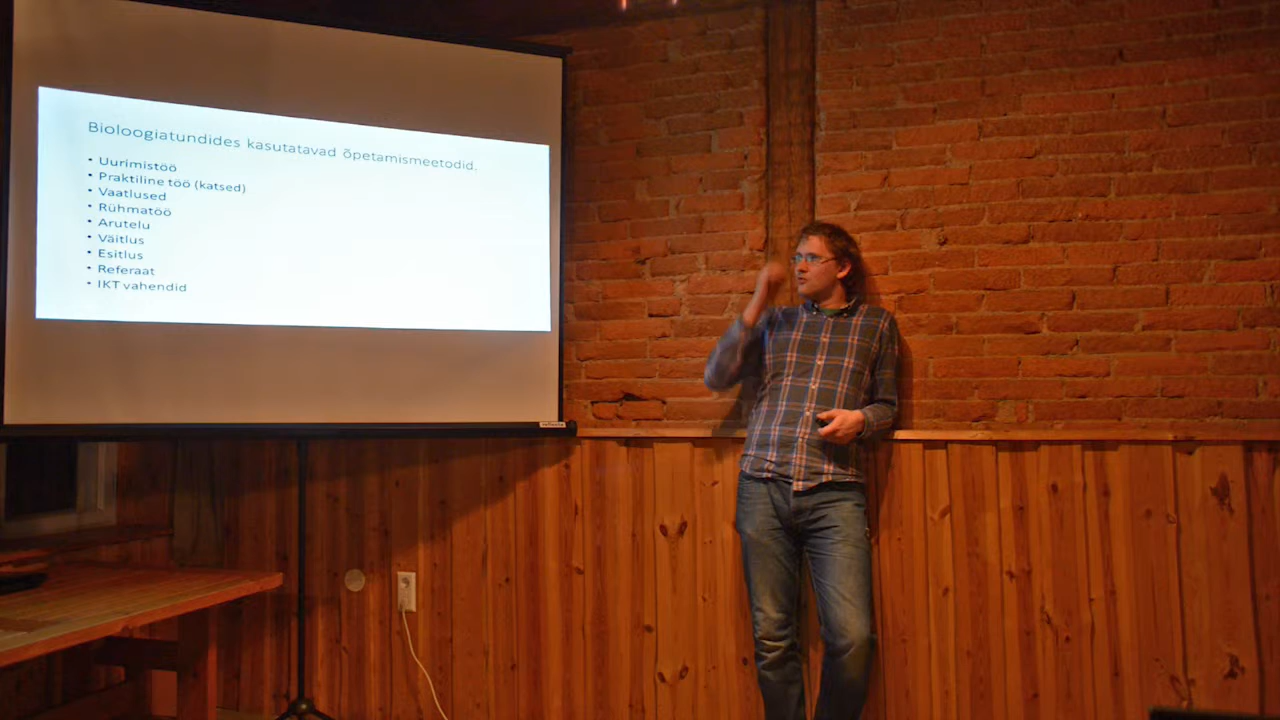 Bioloogiatundides kasutatavad õpetamismeetodid.
• Uurimistöö
• Praktiline töö (katsed)
• Vaatlused
• Rühmatöö
• Arutelu
• Väitlus
• Esitlus
• Referaat
• IKT vahendid